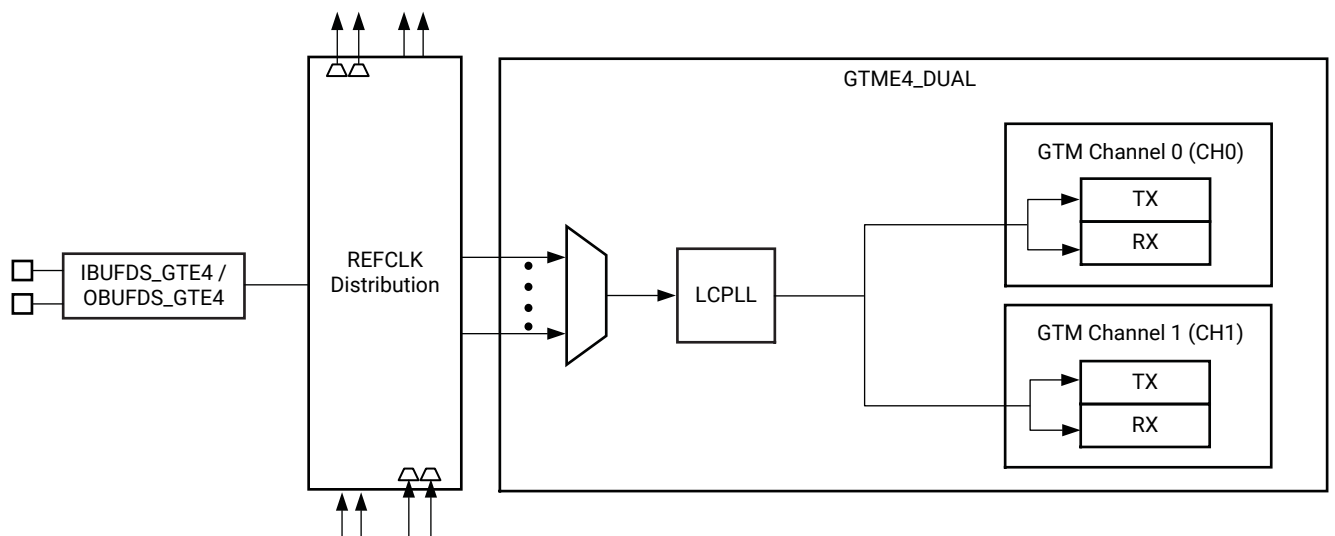 GTME4_DUAL
GTM Channel 0 (CH0)
TX
RX
IBUFDS_GTE4 /
OBUFDS_GTE4
REFCLK
Distribution
LCPLL
GTM Channel 1 (CH1)
TX
RX